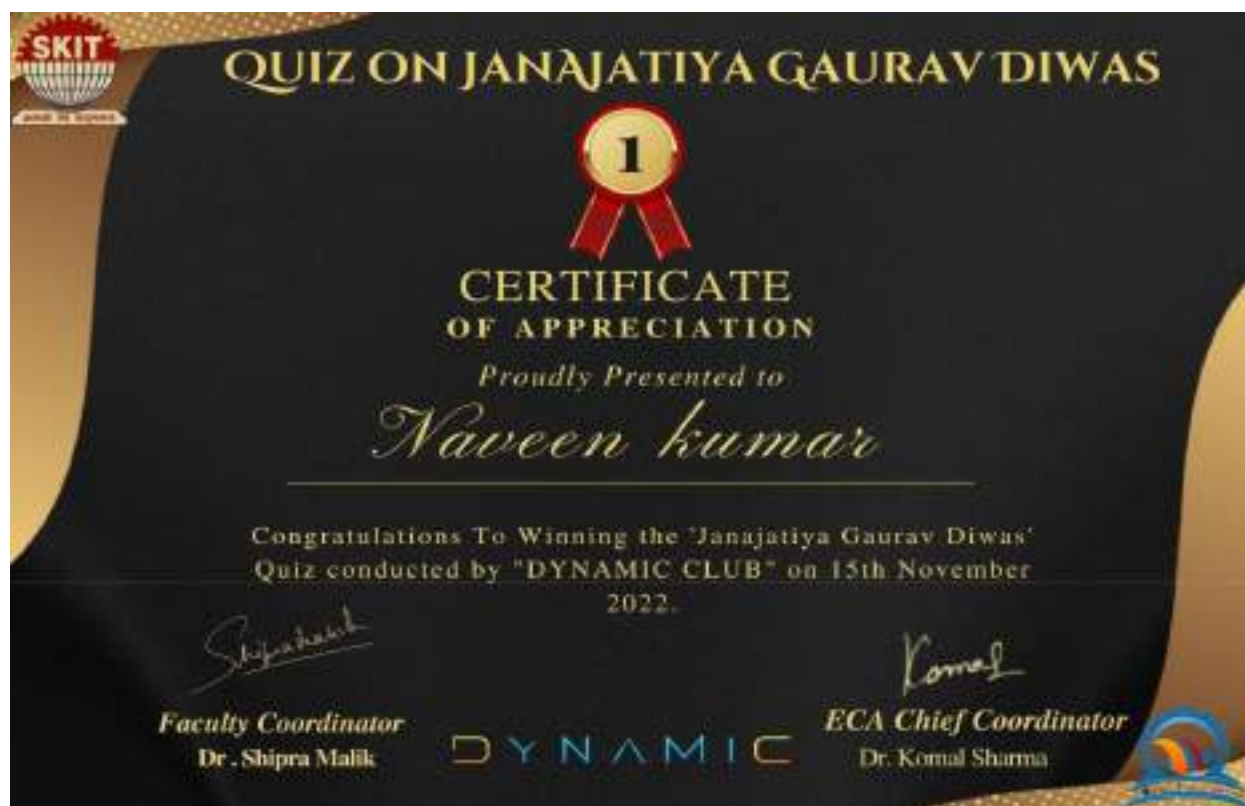 SKIT
QUIZ ON JANAJATIYA GAURAV DIWAS
1
CERTIFICATE
OF APPRECIATION
Proudly Presented to
Naveen kumar
Congratulations To Winning the 'Janajatiya Gaurav Diwas'
Quiz conducted by "DYNAMIC CLUB" on 15th November
2022.
Komal
Faculty Coordinator
Dr . Shipra Malik
DYNAMIC
ECA Chief Coordinator
Dr. Komal Sharma